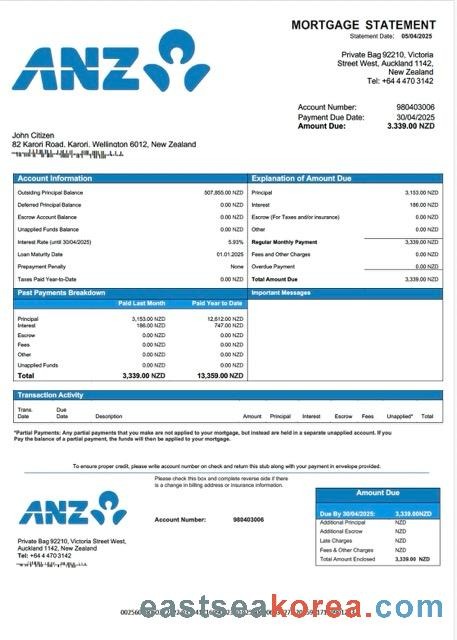 MORTGAGE STATEMENT
Statement Date: 05/04/2025
ANZ
Private Bag 92210, Victoria
Street West, Auckland 1142,
New Zealand
Tel: +64 4 470 3142
Account Number: 980403006
Payment Due Date: 30/04/2025
Amount Due: 3.339.00 NZD
John Citizen
82 Karori Road, Karori. Wellington 6012, New Zealand
Account Information
Outsiding Principal Balance 507,855.00 NZD
Deferred Principal Balance 0.00 NZD
Escrow Account Balance 0.00 NZD
Unapplied Funds Balance 0.00 NZD
Interest Rate (until 30/04/2025) 5.93%
Loan Maturity Date 01.01.2025
Prepayment Penalty None
Taxes Paid Year-to-Date 0.00 NZD
Explanation of Amount Due
Principal 3,153.00 NZD
Interest 186.00 NZD
Escrow (For Taxes and/or insurance) 0.00 NZD
Other 0.00 NZD
Regular Monthly Payment 3,339.00 NZD
Fees and Other Charges 0.00 NZD
Overdue Payment 0.00 NZD
Total Amount Due 3,339.00 NZD
Past Payments Breakdown
Paid Last Month Paid Year to Date
Principal 3,153.00 NZD 12,612.00 NZD
Interest 186.00 NZD 747.00 NZD
Escrow 0.00 NZD 0.00 NZD
Fees 0.00 NZD 0.00 NZD
Other 0.00 NZD 0.00 NZD
Unapplied Funds 0.00 NZD 0.00 NZD
Total 3,339.00 NZD 13,359.00 NZD
Important Messages
Transaction Activity
Trans. Date Due Date Description Amount Principal Interest Escrow Fees Unapplied* Total
*Partial Payments: Any partial payments that you make are not applied to your mortgage, but instead are held in a separate unapplied account. If you
Pay the balance of a partial payment, the funds will then be applied to your mortgage.
To ensure proper credit, please write account number on check and return this stub along with your payment in envelope provided.
Please check this box and complete reverse side if there
is a change in billing address or insurance information.
ANZ
Account Number: 980403006
Private Bag 92290, Victoria Street West,
Auckland 1142, New Zealand
Tel: +64 4 470 3142
Amount Due
Due By 30/04/2025: 3,339.00NZD
Additional Principal NZD
Additional Escrow NZD
Late Charges NZD
Fees & Other Charges NZD
Total Amount Enclosed 3,339.00 NZD
eastseakorea.com